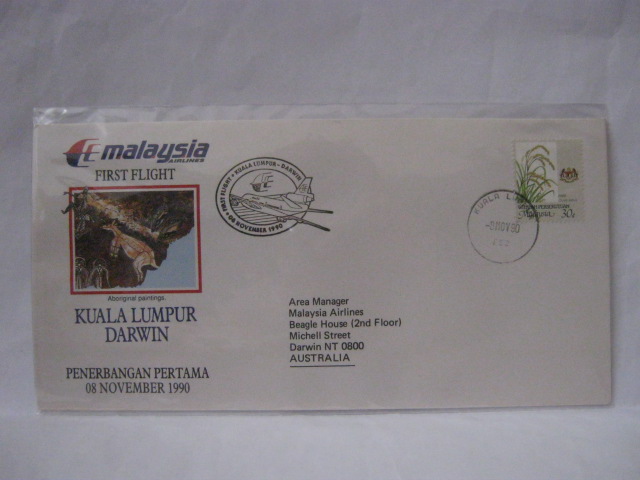 malaysia
AIRLINES
FIRST FLIGHT
Aboriginal paintings.
KUALA LUMPUR
DARWIN
PENERBANGAN PERTAMA
08 NOVEMBER 1990
FIRST FLIGHT • KUALA LUMPUR - DARWIN
• 08 NOVEMBER 1990
KUALA
NOV 90
Malaysia 30
Area Manager
Malaysia Airlines
Beagle House (2nd Floor)
Michell Street
Darwin NT 0800
AUSTRALIA